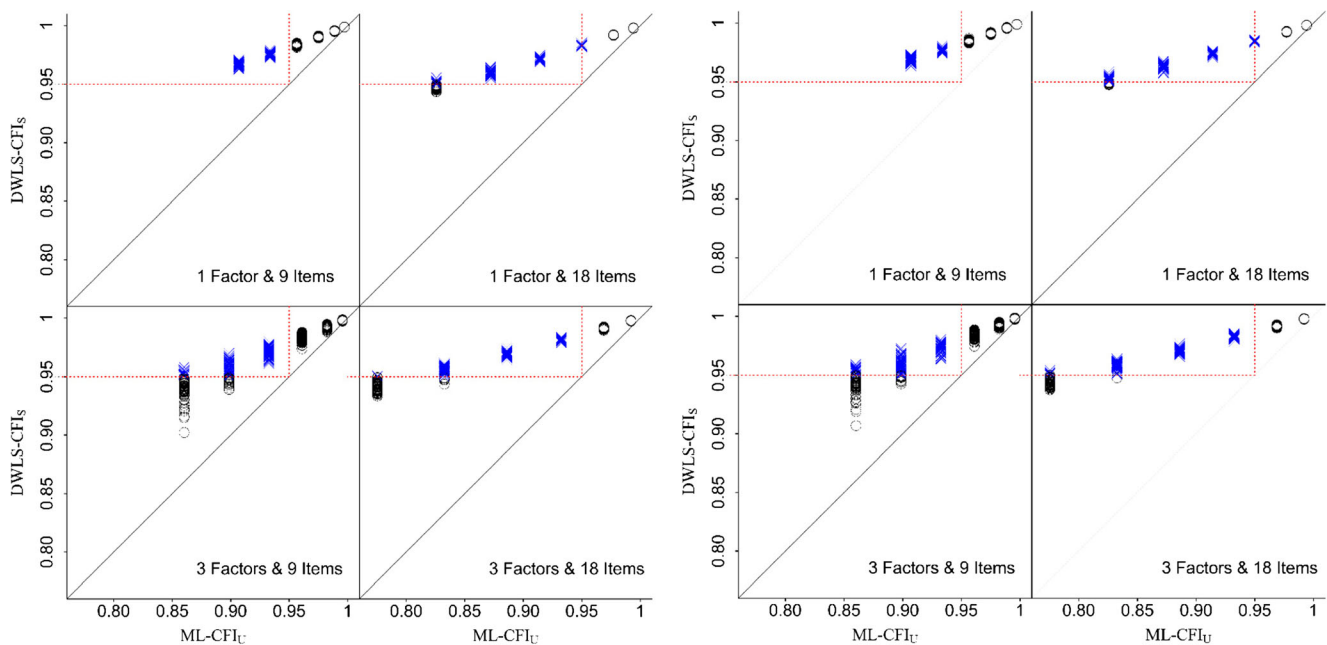 1
0.95
0.90
0.85
0.80
DWLS-CFIS
1 Factor & 9 Items
1 Factor & 18 Items
1
0.95
0.90
0.85
0.80
DWLS-CFIS
3 Factors & 9 Items
3 Factors & 18 Items
0.80 0.85 0.90 0.95 1
0.80 0.85 0.90 0.95 1
ML-CFIU
ML-CFIU
1
0.95
0.90
0.85
0.80
DWLS-CFIS
1 Factor & 9 Items
1 Factor & 18 Items
1
0.95
0.90
0.85
0.80
DWLS-CFIS
3 Factors & 9 Items
3 Factors & 18 Items
0.80 0.85 0.90 0.95 1
0.80 0.85 0.90 0.95 1
ML-CFIU
ML-CFIU